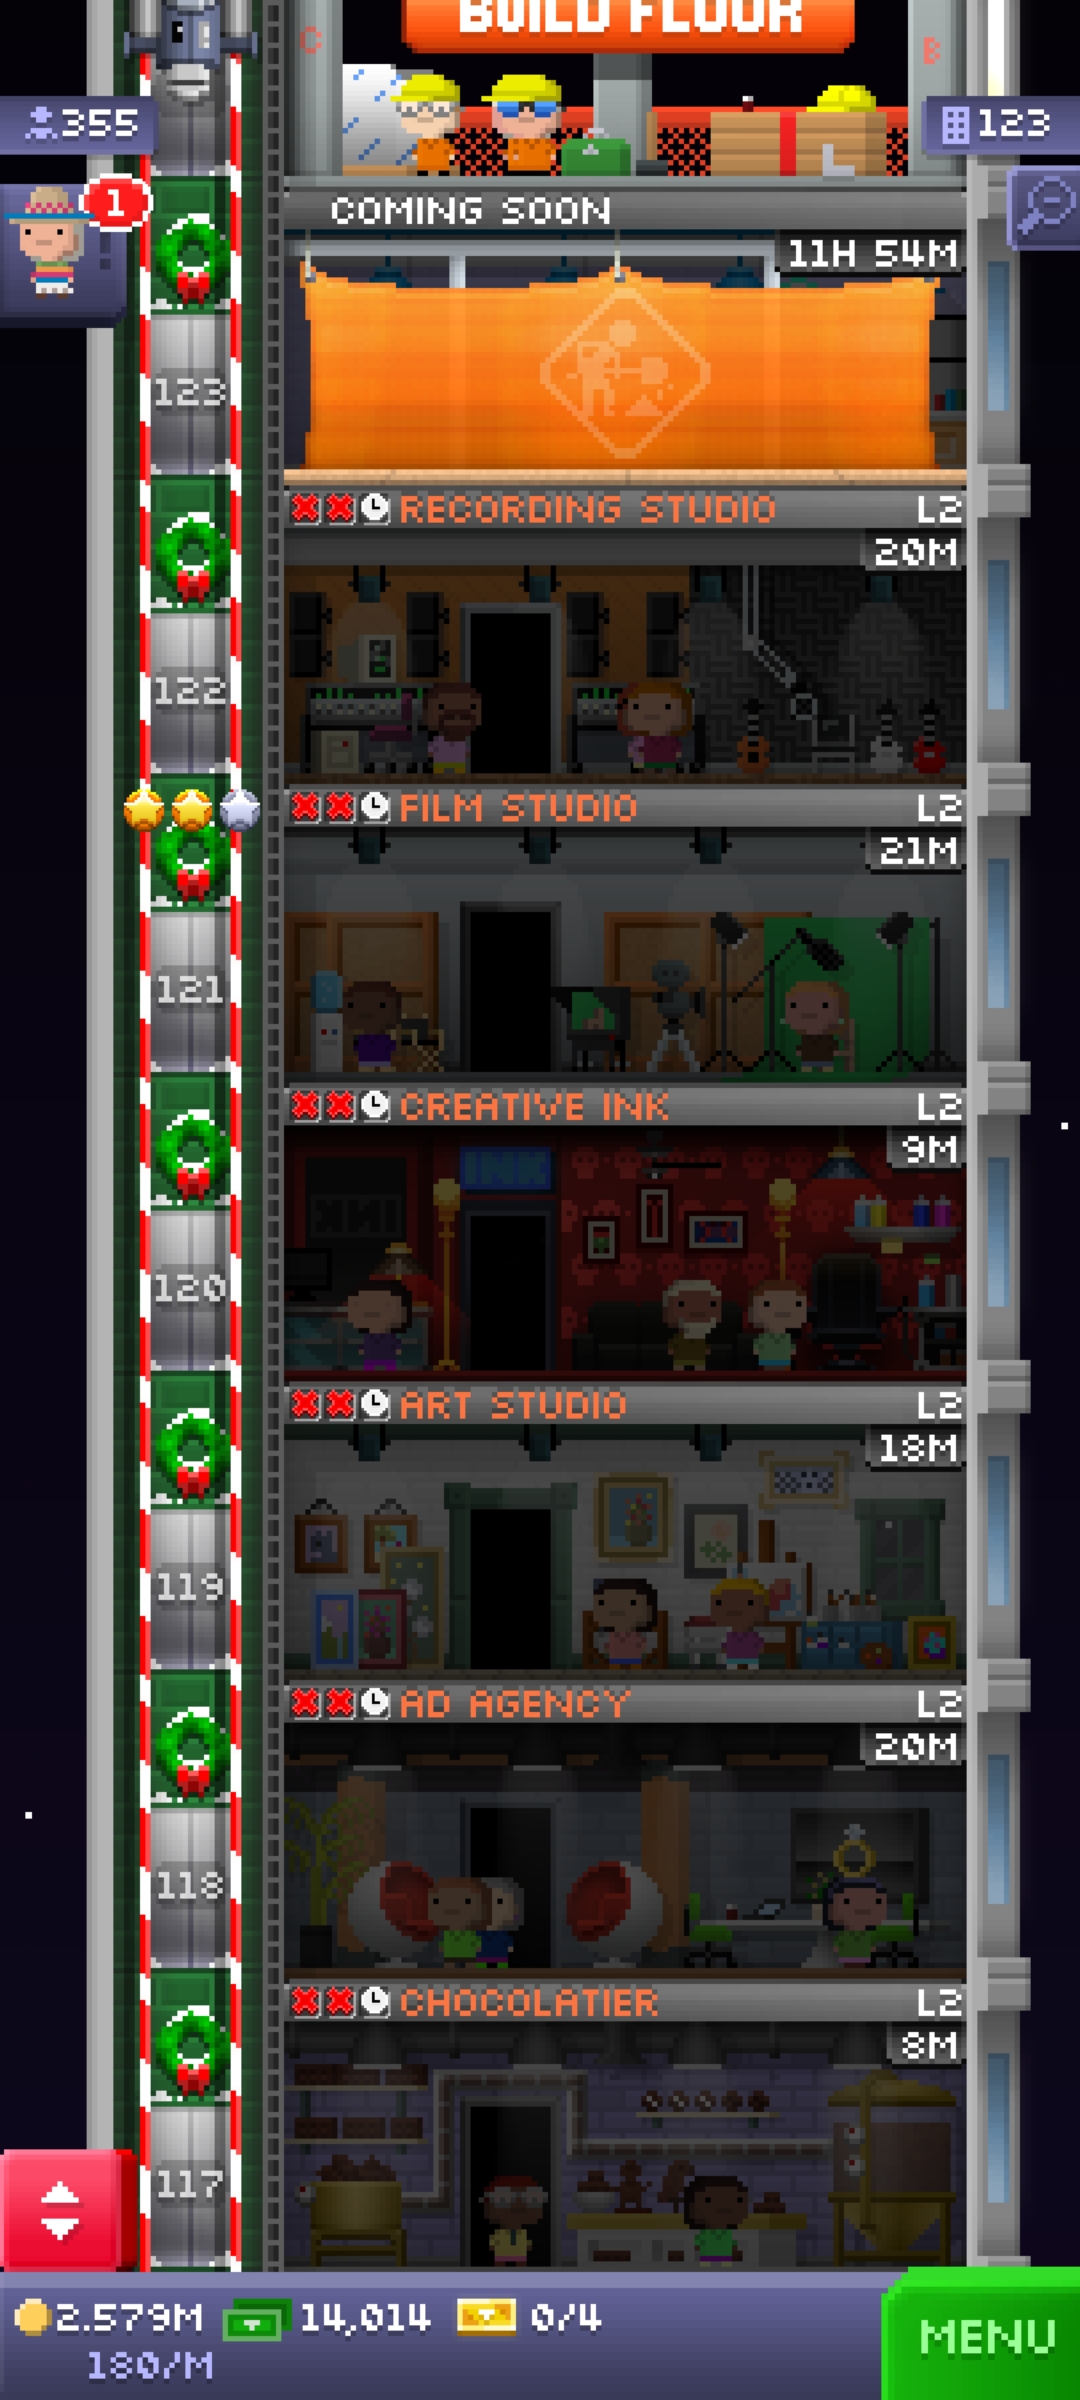 BUILD FLOOR
C
B
355
123
1
COMING SOON
11H 54M
123
RECORDING STUDIO L2
20M
122
FILM STUDIO L2
21M
121
CREATIVE INK L2
9M
INK
120
ART STUDIO L2
18M
119
AD AGENCY L2
20M
118
CHOCOLATIER L2
8M
117
2.579M 14,014 0/4
180/M
MENU